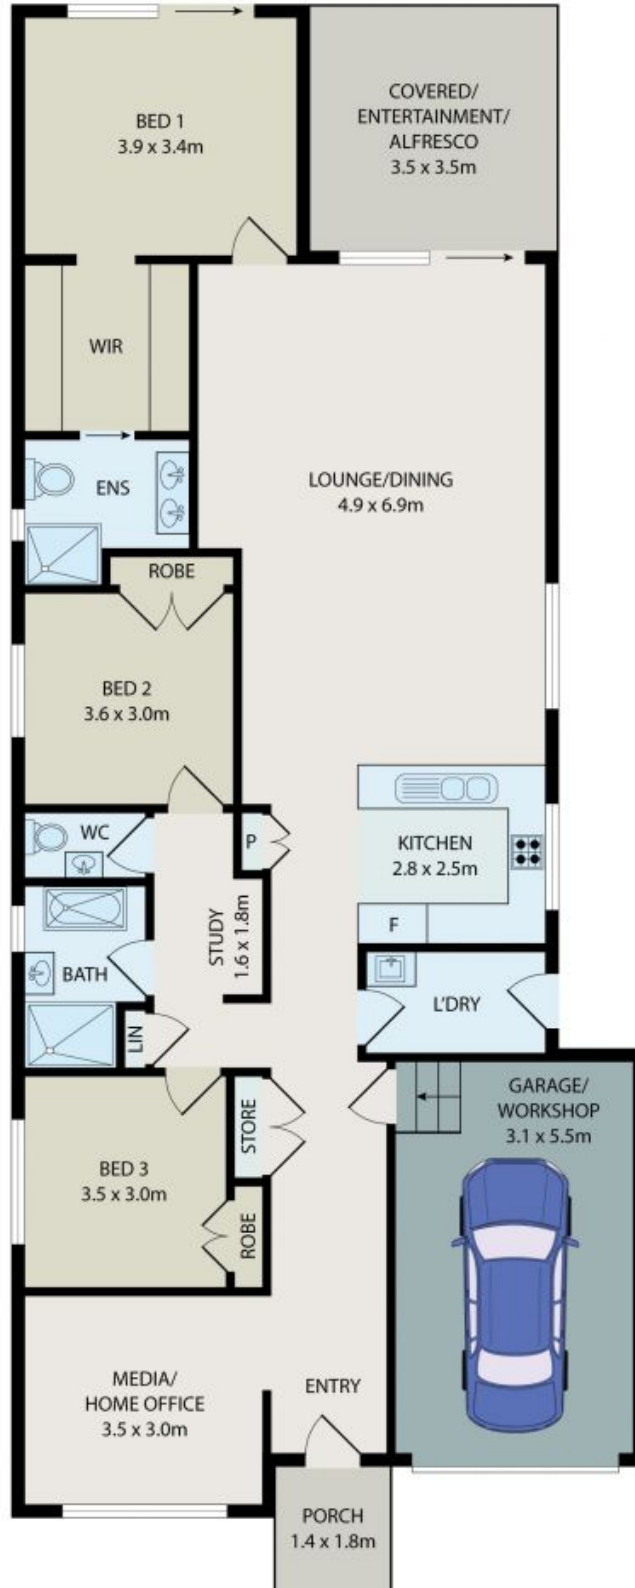 BED 1
3.9 x 3.4m
COVERED/
ENTERTAINMENT/
ALFRESCO
3.5 x 3.5m
WIR
ENS
LOUNGE/DINING
4.9 x 6.9m
ROBE
BED 2
3.6 x 3.0m
WC
P
KITCHEN
2.8 x 2.5m
F
STUDY
1.6 x 1.8m
BATH
L'DRY
LIN
GARAGE/
WORKSHOP
3.1 x 5.5m
STORE
BED 3
3.5 x 3.0m
ROBE
MEDIA/
HOME OFFICE
3.5 x 3.0m
ENTRY
PORCH
1.4 x 1.8m